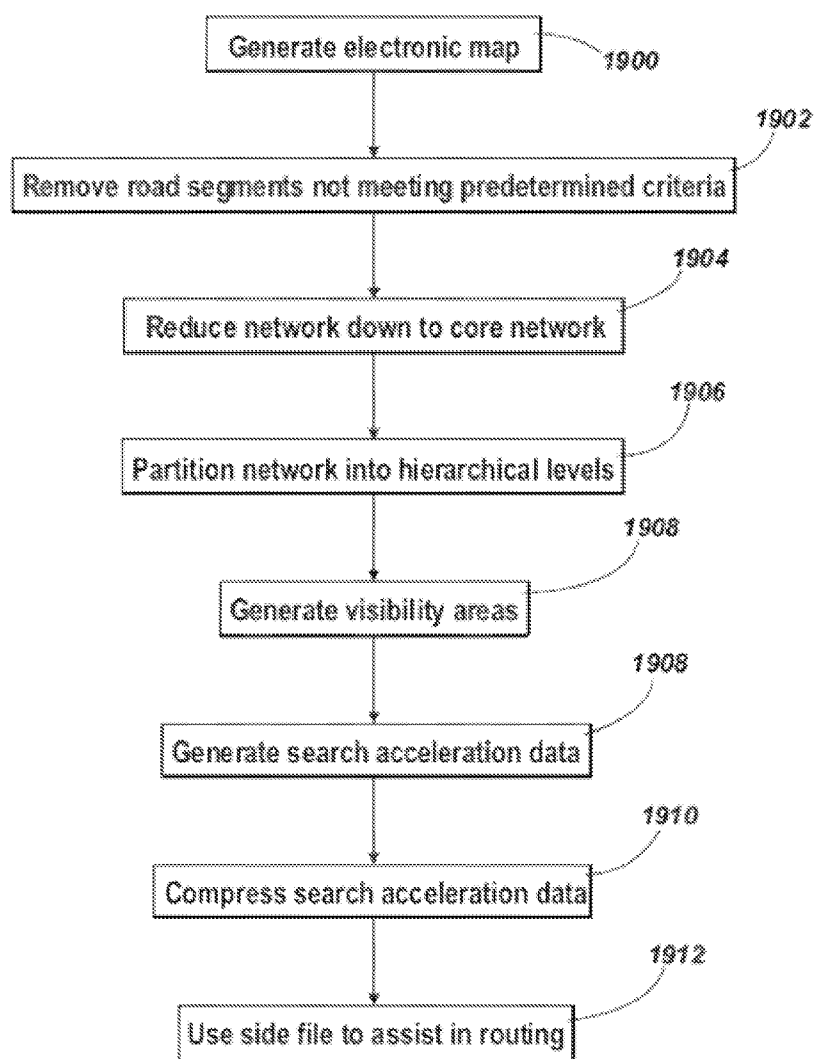 Generate electronic map
1900
1902
Remove road segments not meeting predetermined criteria
1904
Reduce network down to core network
1906
Partition network into hierarchical levels
1908
Generate visibility areas
1908
Generate search acceleration data
1910
Compress search acceleration data
1912
Use side file to assist in routing